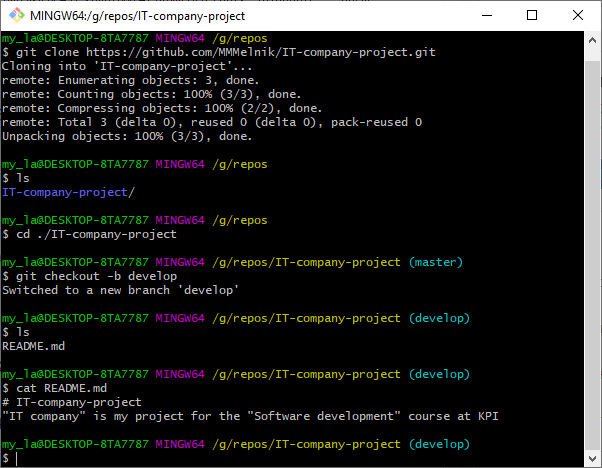 MINGW64:/g/repos/IT-company-project
my_la@DESKTOP-8TA7787 MINGW64 /g/repos
$ git clone https://github.com/MMMelnik/IT-company-project.git
Cloning into 'IT-company-project'...
remote: Enumerating objects: 3, done.
remote: Counting objects: 100% (3/3), done.
remote: Compressing objects: 100% (2/2), done.
remote: Total 3 (delta 0), reused 0 (delta 0), pack-reused 0
Unpacking objects: 100% (3/3), done.
my_la@DESKTOP-8TA7787 MINGW64 /g/repos
$ ls
IT-company-project/
my_la@DESKTOP-8TA7787 MINGW64 /g/repos
$ cd ./IT-company-project
my_la@DESKTOP-8TA7787 MINGW64 /g/repos/IT-company-project (master)
$ git checkout -b develop
Switched to a new branch 'develop'
my_la@DESKTOP-8TA7787 MINGW64 /g/repos/IT-company-project (develop)
$ ls
README.md
my_la@DESKTOP-8TA7787 MINGW64 /g/repos/IT-company-project (develop)
$ cat README.md
# IT-company-project
"IT company" is my project for the "Software development" course at KPI
my_la@DESKTOP-8TA7787 MINGW64 /g/repos/IT-company-project (develop)
$